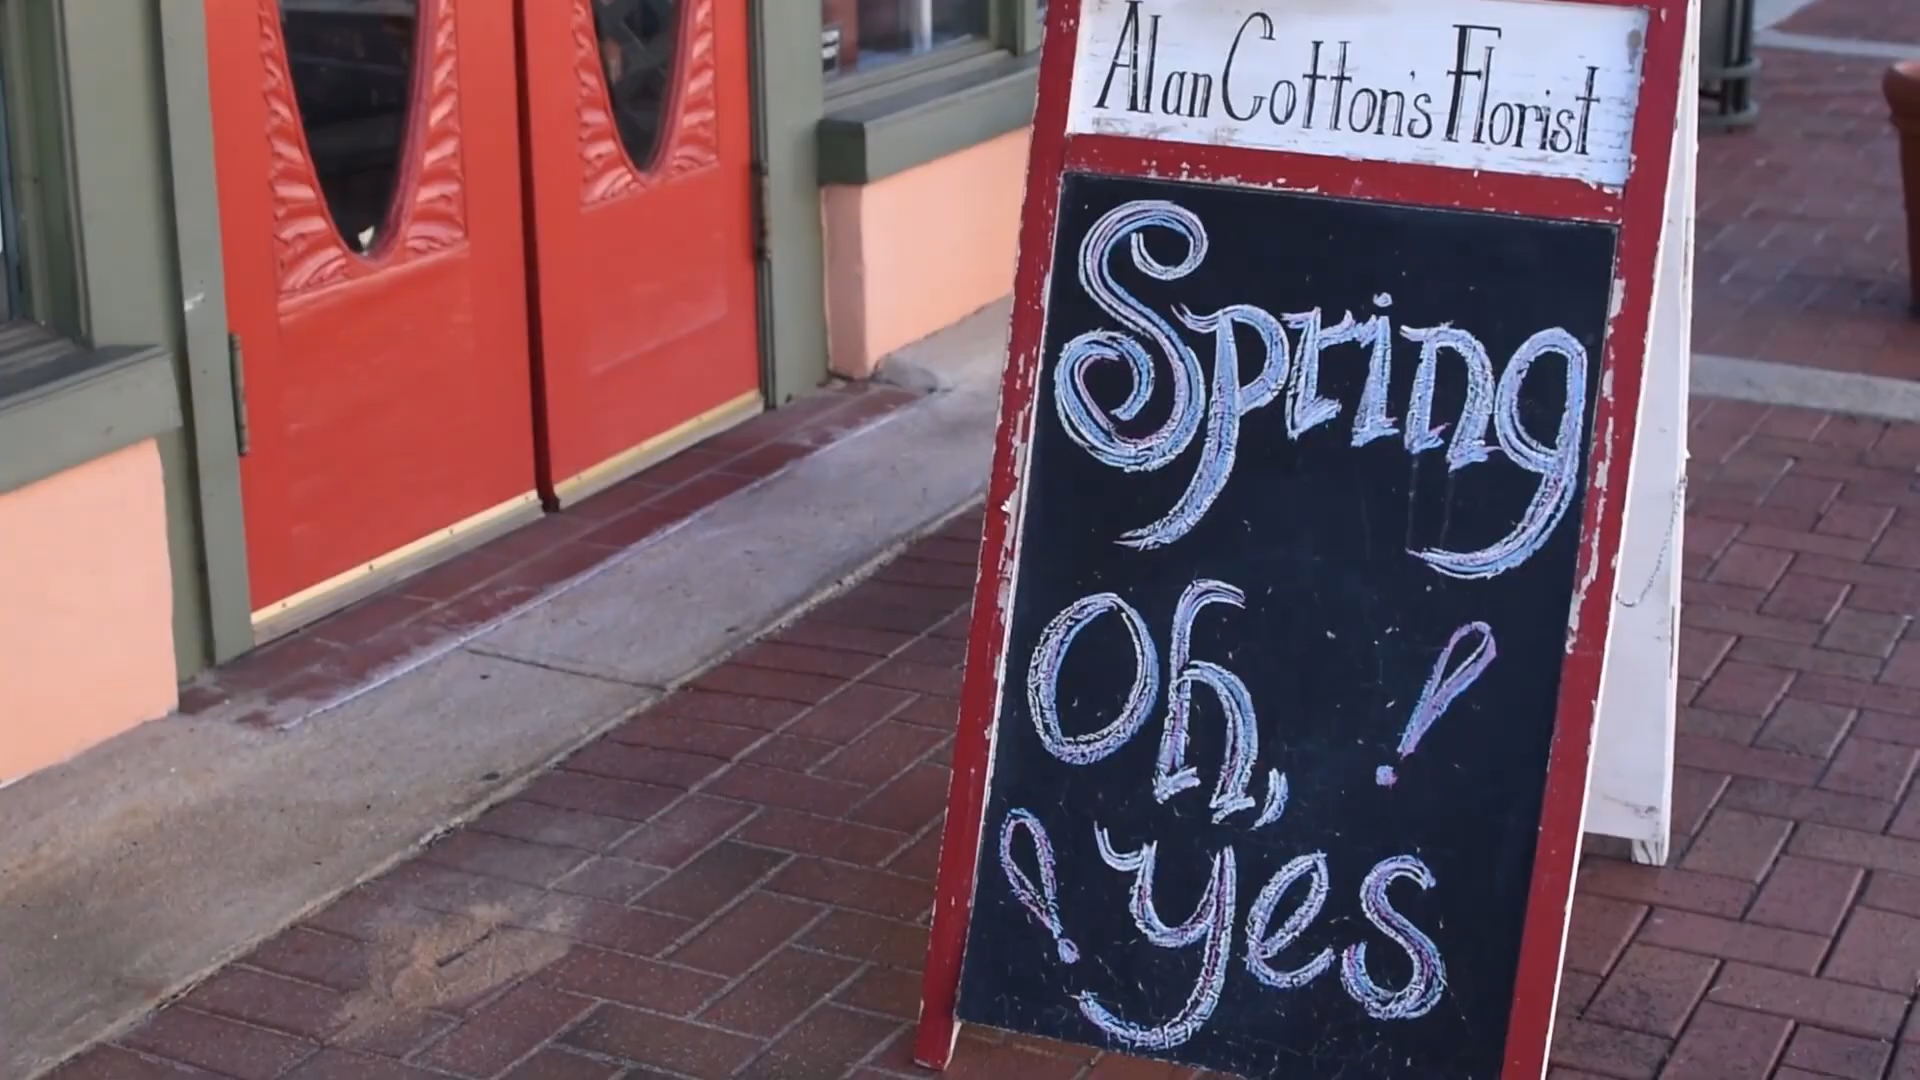 Alan Cotton's Florist
Spring
Oh, !
! yes